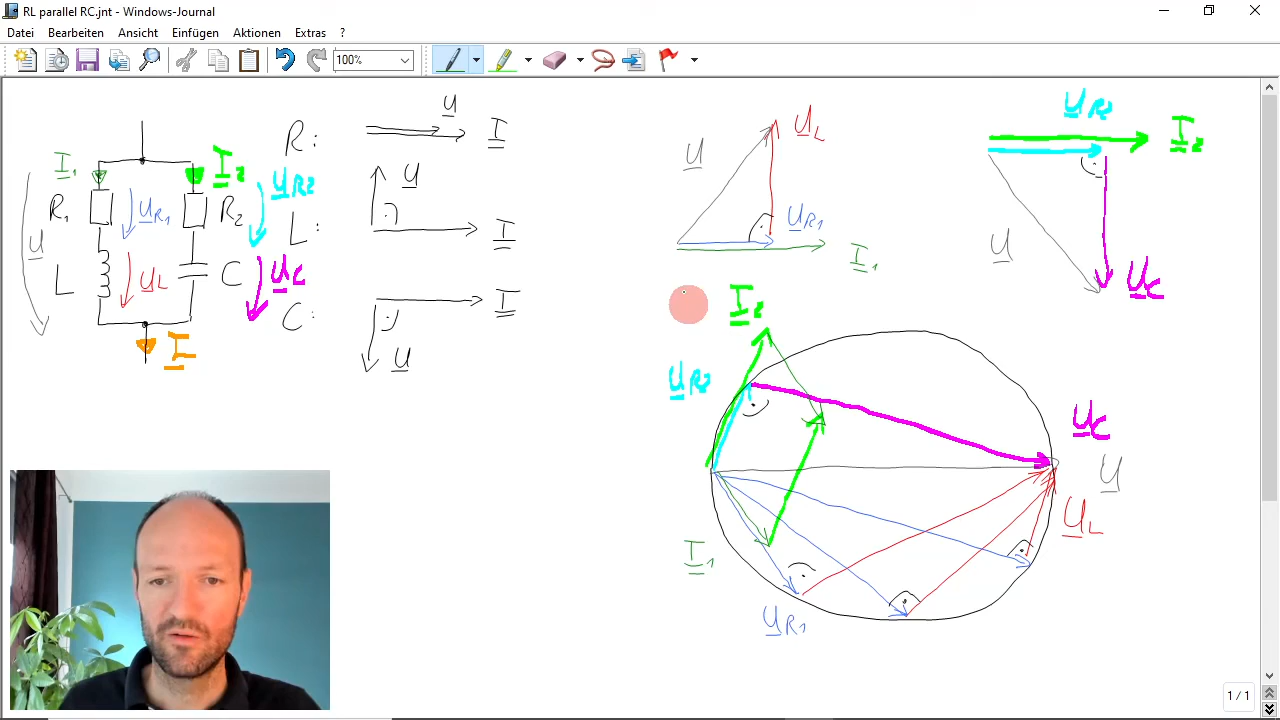 RL parallel RC.jnt - Windows-Journal
Datei Bearbeiten Ansicht Einfügen Aktionen Extras ?
100%
I1 I2
R1 UR1 R2 UR2
U
L UL C UC
I
R: U I
L: U I
C: I U
U UL
UR1
I1
UR2 I2
U UC
I2
UR2
UC
U
UL
I1
UR1
1 / 1